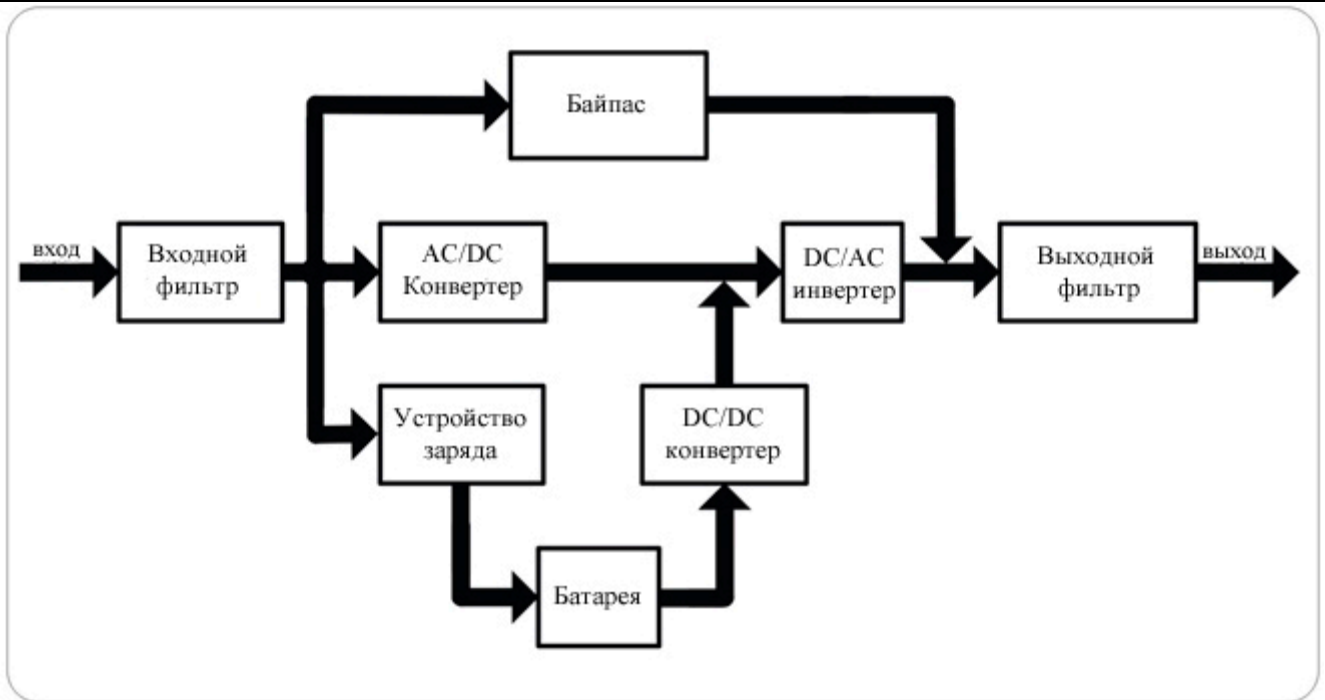 Байпас
вход
Входной
фильтр
AC/DC
Конвертер
DC/AC
инвертер
Выходной
фильтр
выход
Устройство
заряда
DC/DC
конвертер
Батарея